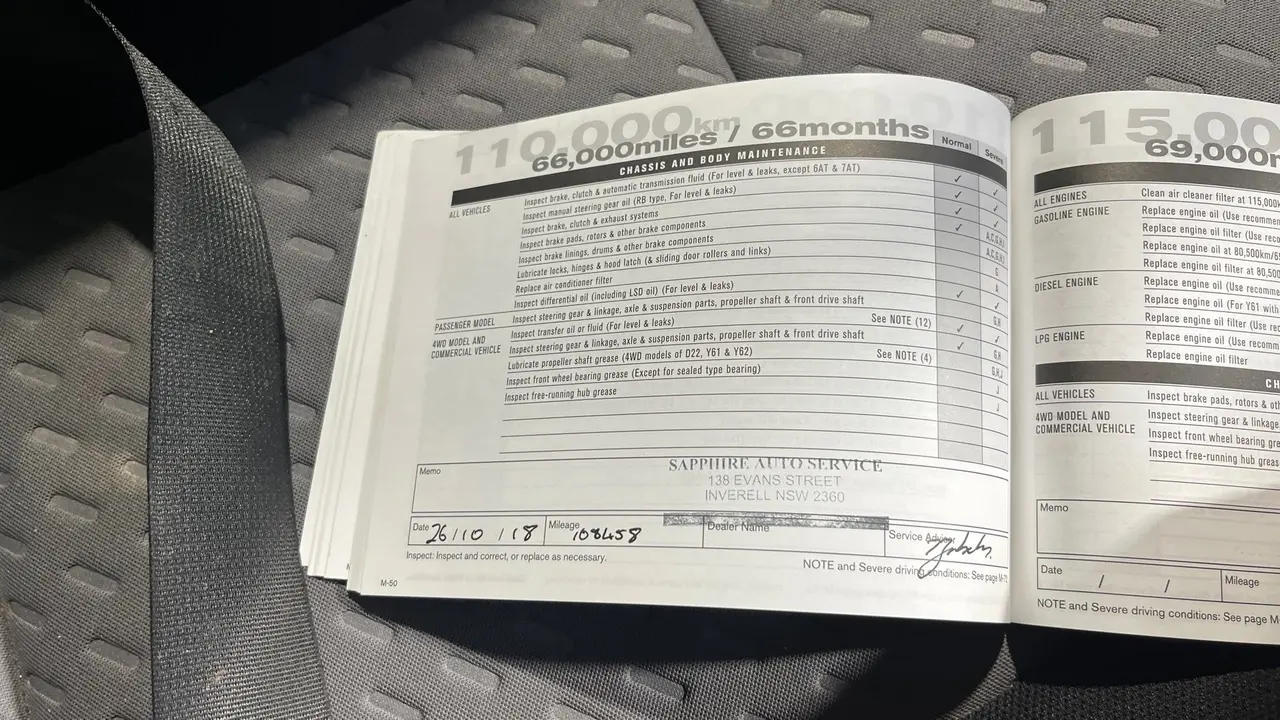 110,000km
66,000miles / 66months
Normal
Severe
CHASSIS AND BODY MAINTENANCE
ALL VEHICLES
Inspect brake, clutch & automatic transmission fluid (For level & leaks, except 6AT & 7AT)
Inspect manual steering gear oil (RB type, For level & leaks)
Inspect brake, clutch & exhaust systems
Inspect brake pads, rotors & other brake components
Inspect brake linings, drums & other brake components
Lubricate locks, hinges & hood latch (& sliding door rollers and links)
Replace air conditioner filter
Inspect differential oil (including LSD oil) (For level & leaks)
PASSENGER MODEL
Inspect steering gear & linkage, axle & suspension parts, propeller shaft & front drive shaft
4WD MODEL AND
COMMERCIAL VEHICLE
Inspect transfer oil or fluid (For level & leaks) See NOTE (12)
Inspect steering gear & linkage, axle & suspension parts, propeller shaft & front drive shaft
Lubricate propeller shaft grease (4WD models of D22, Y61 & Y62) See NOTE (4)
Inspect front wheel bearing grease (Except for sealed type bearing)
Inspect free-running hub grease
Memo
SAPPHIRE AUTO SERVICE
138 EVANS STREET
INVERELL NSW 2360
Date 26/10/18
Mileage 108458
Dealer Name
Service Advisor:
Inspect: Inspect and correct, or replace as necessary.
NOTE and Severe driving conditions: See page
M-50
115,00
69,000m
ALL ENGINES
Clean air cleaner filter at 115,000k
GASOLINE ENGINE
Replace engine oil (Use recommen
Replace engine oil filter (Use reco
Replace engine oil at 80,500km/69
Replace engine oil filter at 80,50
DIESEL ENGINE
Replace engine oil (Use recomme
Replace engine oil (For Y61 with
Replace engine oil filter (Use rec
LPG ENGINE
Replace engine oil (Use recomm
Replace engine oil filter
CH
ALL VEHICLES
Inspect brake pads, rotors & oth
4WD MODEL AND
COMMERCIAL VEHICLE
Inspect steering gear & linkage
Inspect front wheel bearing gre
Inspect free-running hub greas
Memo
Date / /
Mileage
NOTE and Severe driving conditions: See page M-